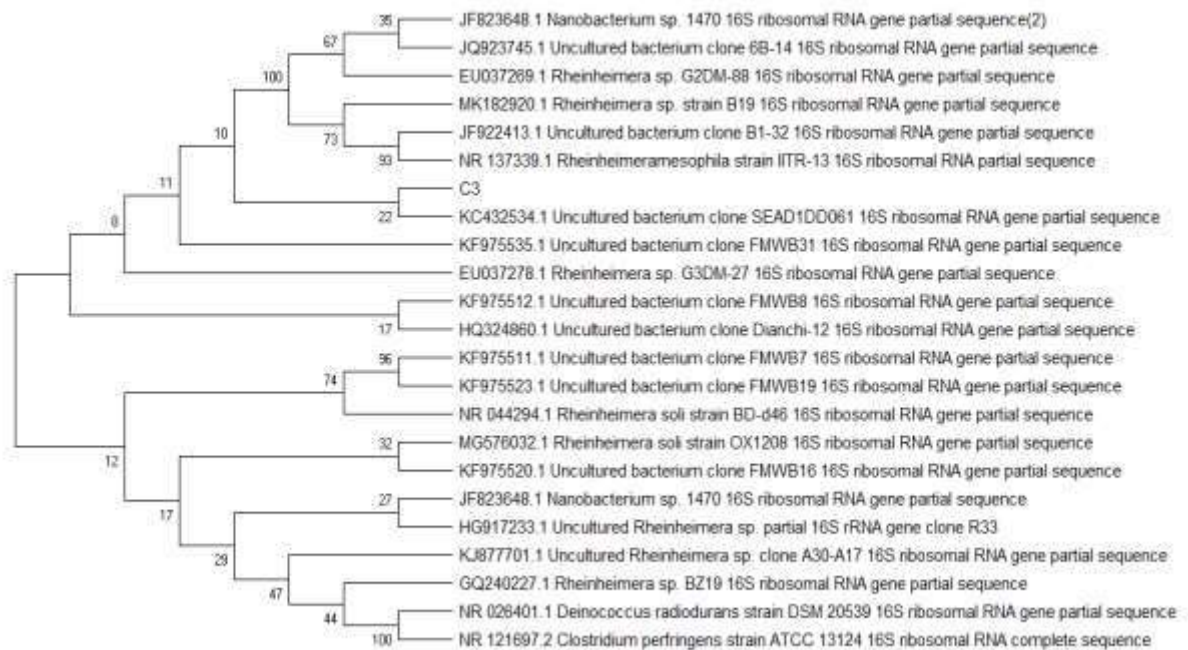 35
JF823648.1 Nanobacterium sp. 1470 16S ribosomal RNA gene partial sequence(2)
67
JQ923745.1 Uncultured bacterium clone 6B-14 16S ribosomal RNA gene partial sequence
100
EU037269.1 Rheinheimera sp. G2DM-88 16S ribosomal RNA gene partial sequence
MK182920.1 Rheinheimera sp. strain B19 16S ribosomal RNA gene partial sequence
10
73
JF922413.1 Uncultured bacterium clone B1-32 16S ribosomal RNA gene partial sequence
93
NR 137339.1 Rheinheimeramesophila strain IITR-13 16S ribosomal RNA partial sequence
11
C3
22
KC432534.1 Uncultured bacterium clone SEAD1DD061 16S ribosomal RNA gene partial sequence
8
KF975535.1 Uncultured bacterium clone FMWB31 16S ribosomal RNA gene partial sequence
EU037278.1 Rheinheimera sp. G3DM-27 16S ribosomal RNA gene partial sequence
KF975512.1 Uncultured bacterium clone FMWB8 16S ribosomal RNA gene partial sequence
17
HQ324860.1 Uncultured bacterium clone Dianchi-12 16S ribosomal RNA gene partial sequence
96
KF975511.1 Uncultured bacterium clone FMWB7 16S ribosomal RNA gene partial sequence
74
KF975523.1 Uncultured bacterium clone FMWB19 16S ribosomal RNA gene partial sequence
NR 044294.1 Rheinheimera soli strain BD-d46 16S ribosomal RNA partial sequence
32
MG576032.1 Rheinheimera soli strain OX1208 16S ribosomal RNA gene partial sequence
12
KF975520.1 Uncultured bacterium clone FMWB16 16S ribosomal RNA gene partial sequence
27
JF823648.1 Nanobacterium sp. 1470 16S ribosomal RNA gene partial sequence
17
HG917233.1 Uncultured Rheinheimera sp. partial 16S rRNA gene clone R33
29
KJ877701.1 Uncultured Rheinheimera sp. clone A30-A17 16S ribosomal RNA gene partial sequence
47
GQ240227.1 Rheinheimera sp. BZ19 16S ribosomal RNA gene partial sequence
44
NR 026401.1 Deinococcus radiodurans strain DSM 20539 16S ribosomal RNA gene partial sequence
100
NR 121697.2 Clostridium perfringens strain ATCC 13124 16S ribosomal RNA complete sequence